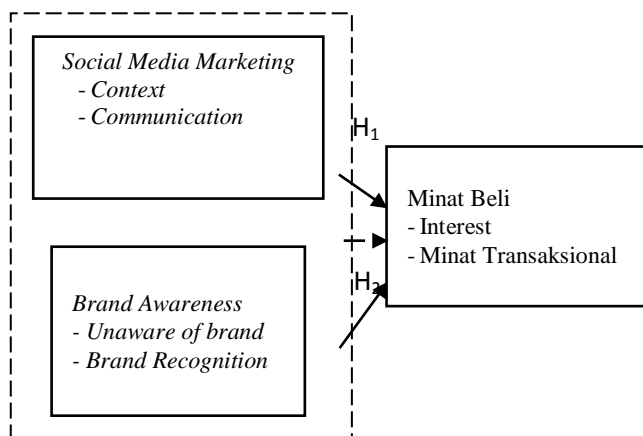 Social Media Marketing
- Context
- Communication
H₁
Minat Beli
- Interest
- Minat Transaksional
H₂
Brand Awareness
- Unaware of brand
- Brand Recognition